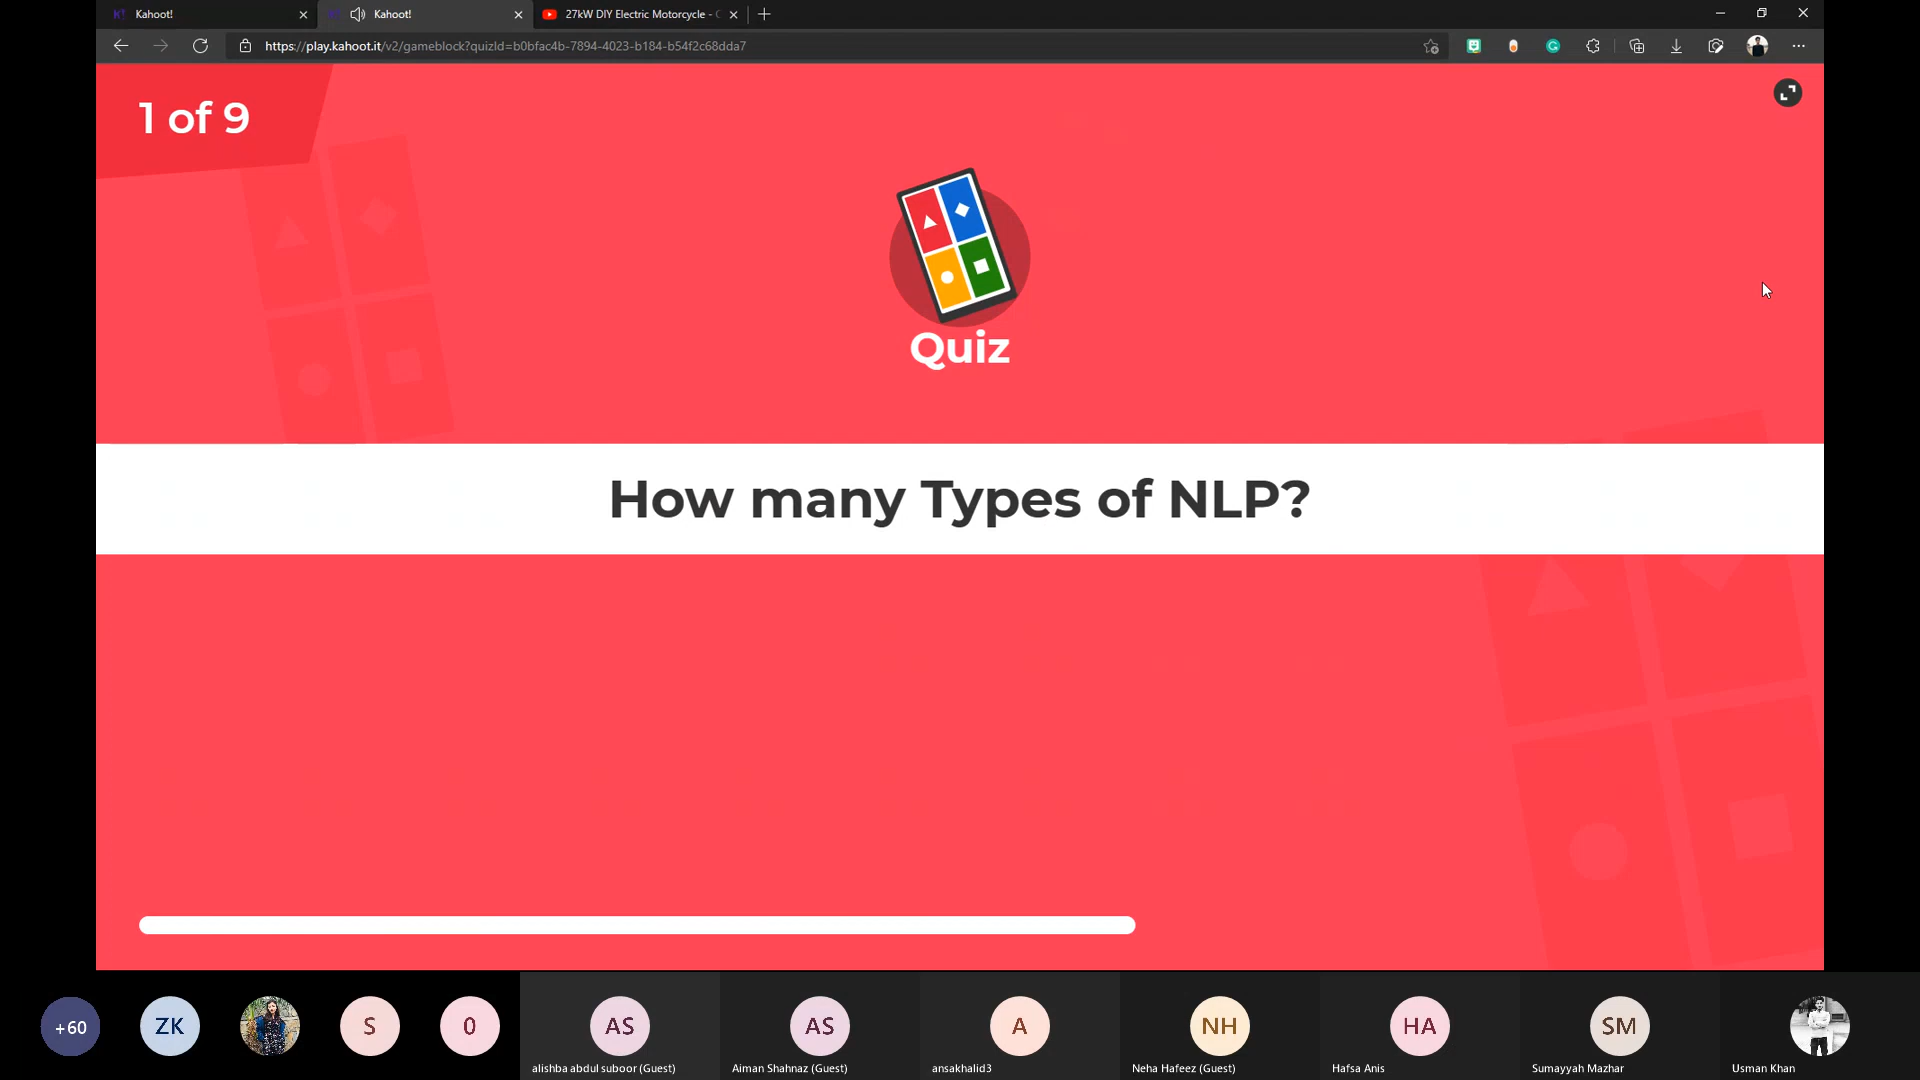 Kahoot!
Kahoot!
27kW DIY Electric Motorcycle -
https://play.kahoot.it/v2/gameblock?quizId=b0bfac4b-7894-4023-b184-b54f2c68dda7
1 of 9
Quiz
How many Types of NLP?
+60
ZK
S
0
AS
AS
A
NH
HA
SM
alishba abdul suboor (Guest)
Aiman Shahnaz (Guest)
ansakhalid3
Neha Hafeez (Guest)
Hafsa Anis
Sumayyah Mazhar
Usman Khan